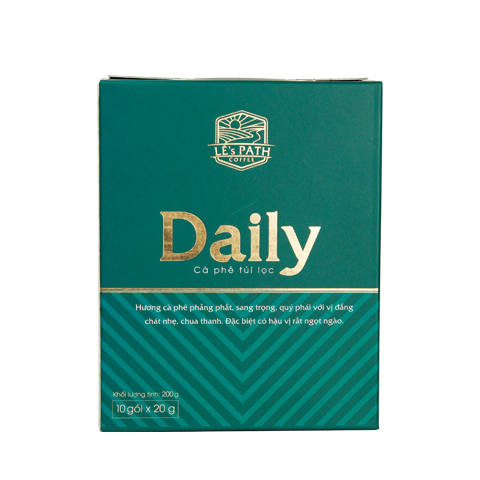 LÊ's PATH
COFFEE
Daily
Cà phê túi lọc
Hương cà phê phảng phất, sang trọng, quý phái với vị đắng
chát nhẹ, chua thanh. Đặc biệt có hậu vị rất ngọt ngào.
Khối lượng tịnh: 200g
10 gói x 20 g